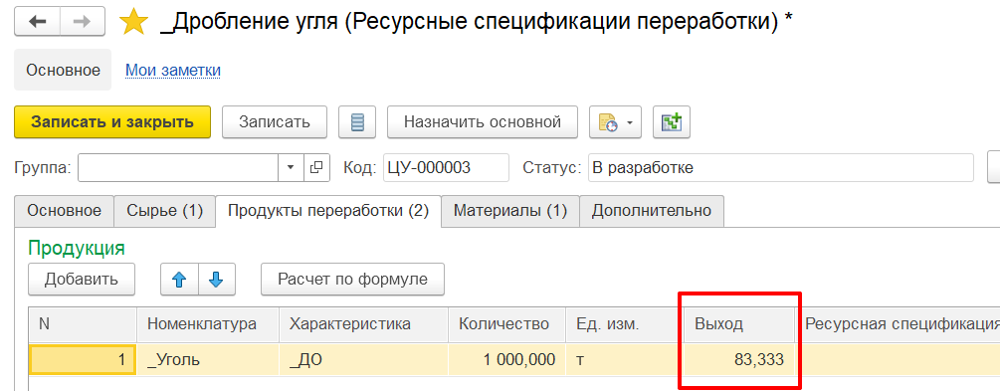 _Дробление угля (Ресурсные спецификации переработки) *
Основное Мои заметки
Записать и закрыть Записать Назначить основной
Группа: Код: ЦУ-000003 Статус: В разработке
Основное Сырье (1) Продукты переработки (2) Материалы (1) Дополнительно
Продукция
Добавить Расчет по формуле
N Номенклатура Характеристика Количество Ед. изм. Выход Ресурсная спецификация
1 _Уголь _ДО 1 000,000 т 83,333